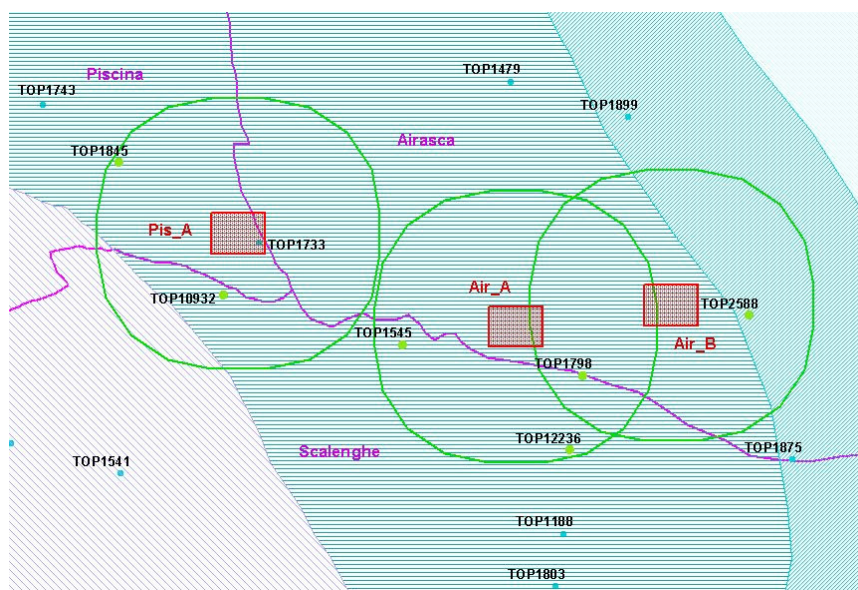 Piscina
TOP1743
TOP1479
TOP1899
TOP1845
Airasca
Pis_A
TOP1733
TOP10932
Air_A
TOP2588
TOP1545
Air_B
TOP1798
TOP12236
TOP1875
Scalenghe
TOP1541
TOP1188
TOP1803